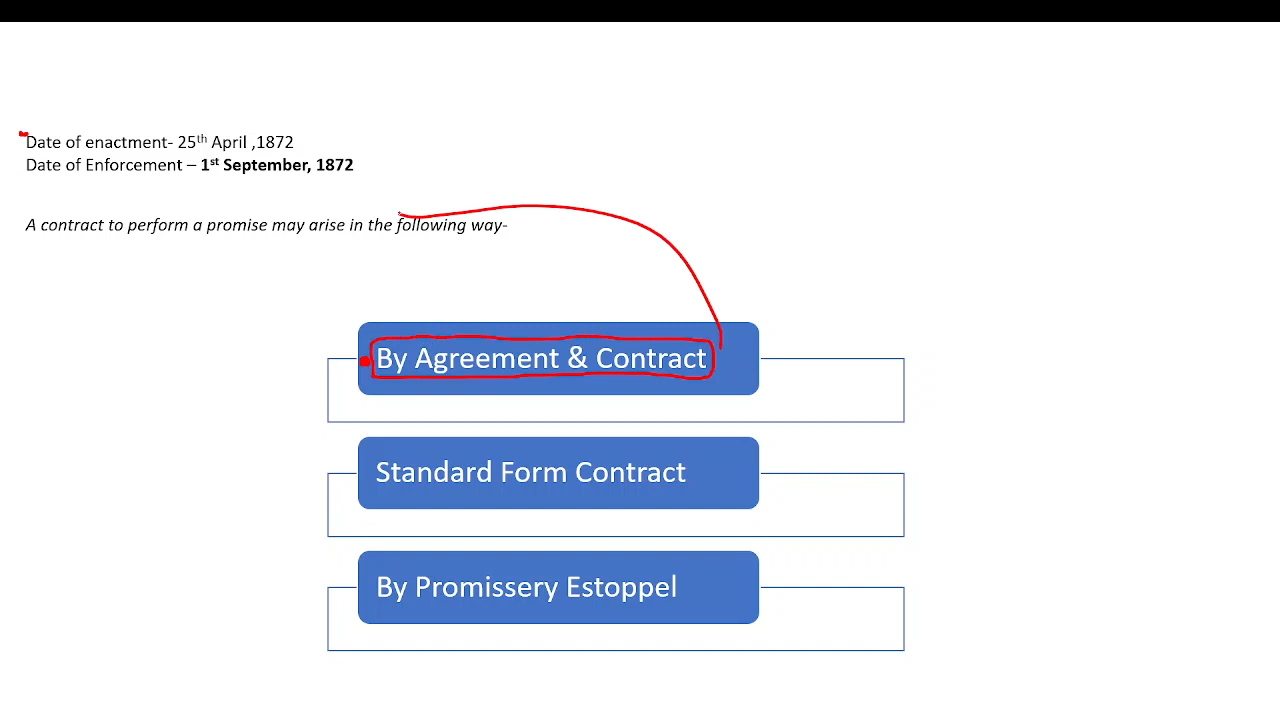 Date of enactment- 25th April ,1872
Date of Enforcement – 1st September, 1872
A contract to perform a promise may arise in the following way-
By Agreement & Contract
Standard Form Contract
By Promissery Estoppel